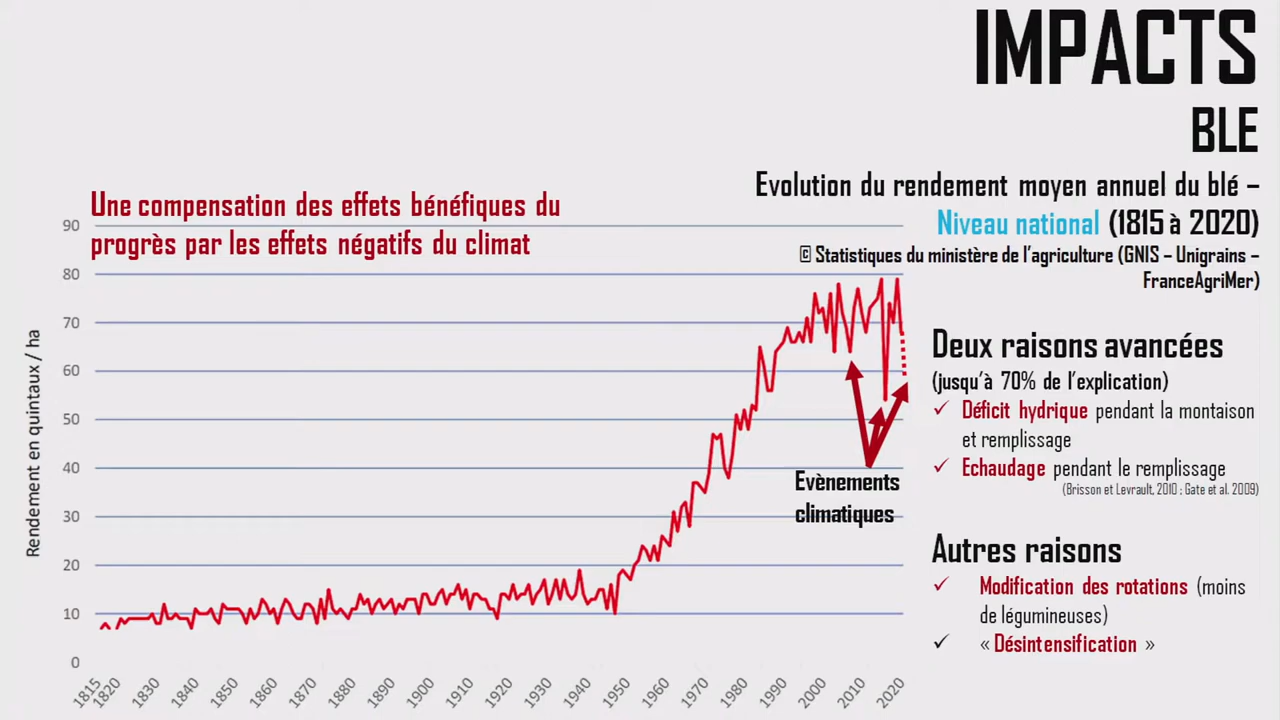 IMPACTS
BLE
Evolution du rendement moyen annuel du blé –
Niveau national (1815 à 2020)
© Statistiques du ministère de l'agriculture (GNIS – Unigrains –
FranceAgriMer)
Une compensation des effets bénéfiques du
progrès par les effets négatifs du climat
Rendement en quintaux / ha
90
80
70
60
50
40
30
20
10
0
1815
1820
1830
1840
1850
1860
1870
1880
1890
1900
1910
1920
1930
1940
1950
1960
1970
1980
1990
2000
2010
2020
Evènements
climatiques
Deux raisons avancées
(jusqu'à 70% de l'explication)
✓ Déficit hydrique pendant la montaison
et remplissage
✓ Echaudage pendant le remplissage
(Brisson et Levrault, 2010 ; Gate et al. 2009)
Autres raisons
✓ Modification des rotations (moins
de légumineuses)
✓ « Désintensification »